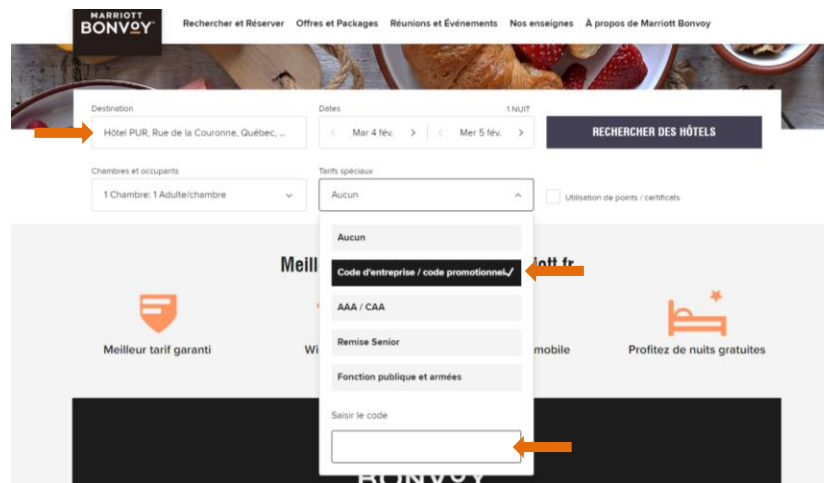 MARRIOTT
BONVOY
Rechercher et Réserver Offres et Packages Réunions et Événements Nos enseignes À propos de Marriott Bonvoy
Destination
Hôtel PUR, Rue de la Couronne, Québec, ...
Dates
1 NUIT
Mar 4 fév. Mer 5 fév.
RECHERCHER DES HÔTELS
Chambres et occupants
1 Chambre: 1 Adulte/chambre
Tarifs spéciaux
Aucun
Utilisation de points / certificats
Aucun
Code d'entreprise / code promotionnel
AAA / CAA
Remise Senior
Fonction publique et armées
Saisir le code
Meill
iott.fr
Meilleur tarif garanti
Wi
mobile
Profitez de nuits gratuites
BONVOY